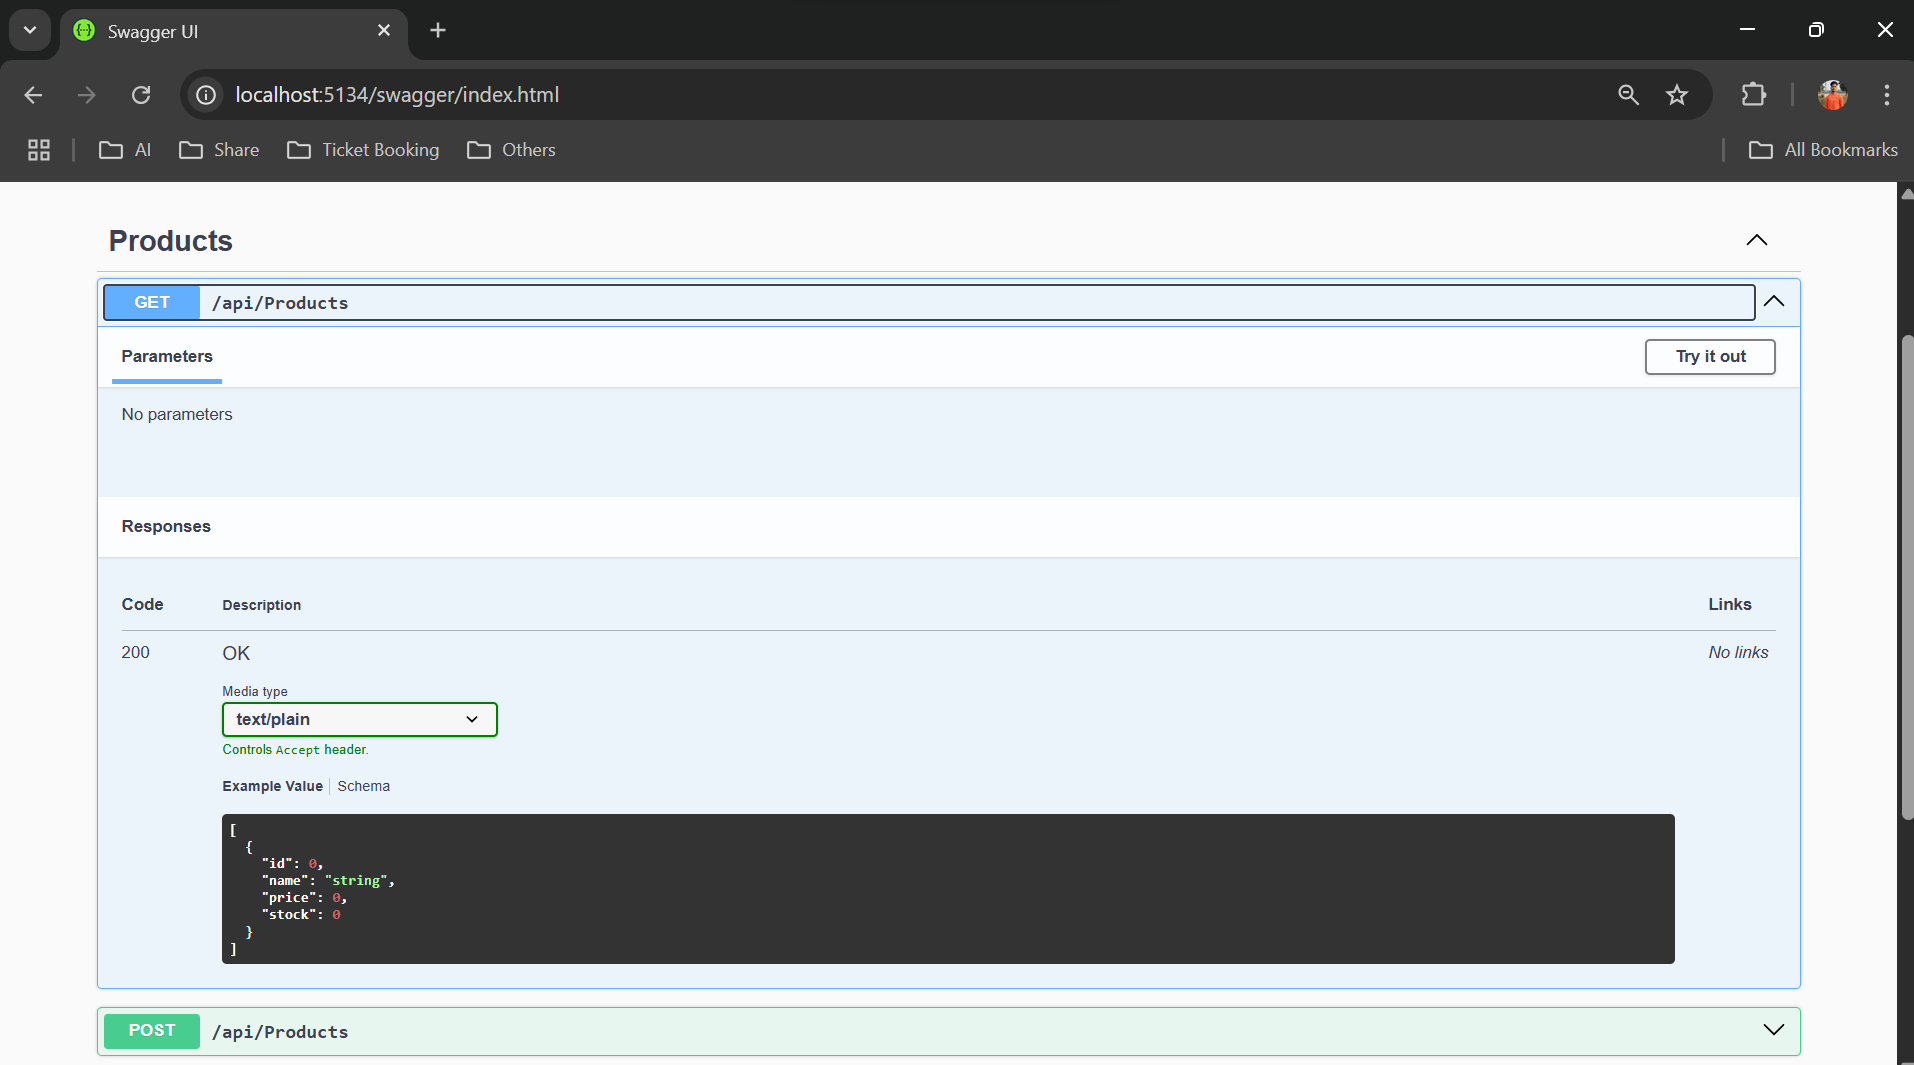 Swagger UI
localhost:5134/swagger/index.html
AI Share Ticket Booking Others All Bookmarks
Products
GET /api/Products
Parameters Try it out
No parameters
Responses
Code Description Links
200 OK No links
Media type
text/plain
Controls Accept header.
Example Value Schema
[
{
"id": 0,
"name": "string",
"price": 0,
"stock": 0
}
]
POST /api/Products